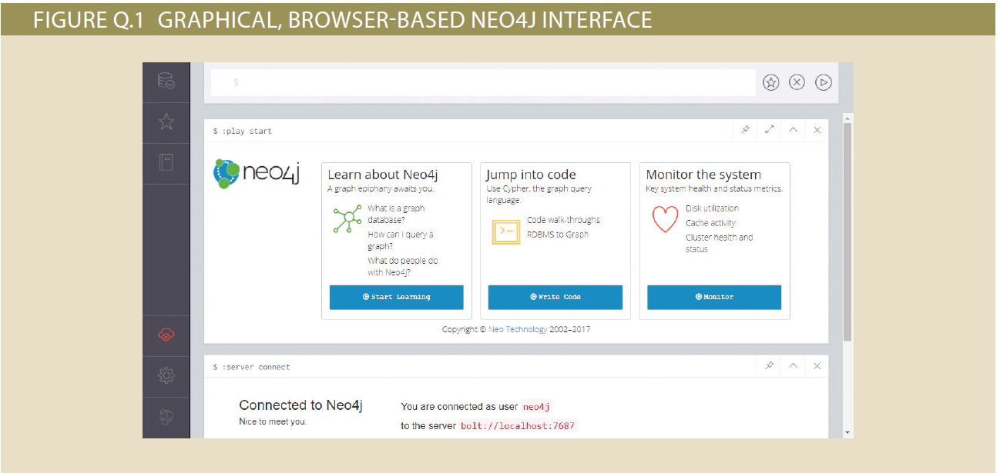 FIGURE Q.1 GRAPHICAL, BROWSER-BASED NEO4J INTERFACE
$
$ :play start
neo4j
Learn about Neo4j
A graph epiphany awaits you.
What is a graph
database?
How can I query a
graph?
What do people do
with Neo4j?
Start Learning
Jump into code
Use Cypher, the graph query
language.
Code walk-throughs
RDBMS to Graph
Write Code
Monitor the system
Key system health and status metrics.
Disk utilization
Cache activity
Cluster health and
status
Monitor
Copyright © Neo Technology 2002–2017
$ :server connect
Connected to Neo4j
Nice to meet you.
You are connected as user neo4j
to the server bolt://localhost:7687